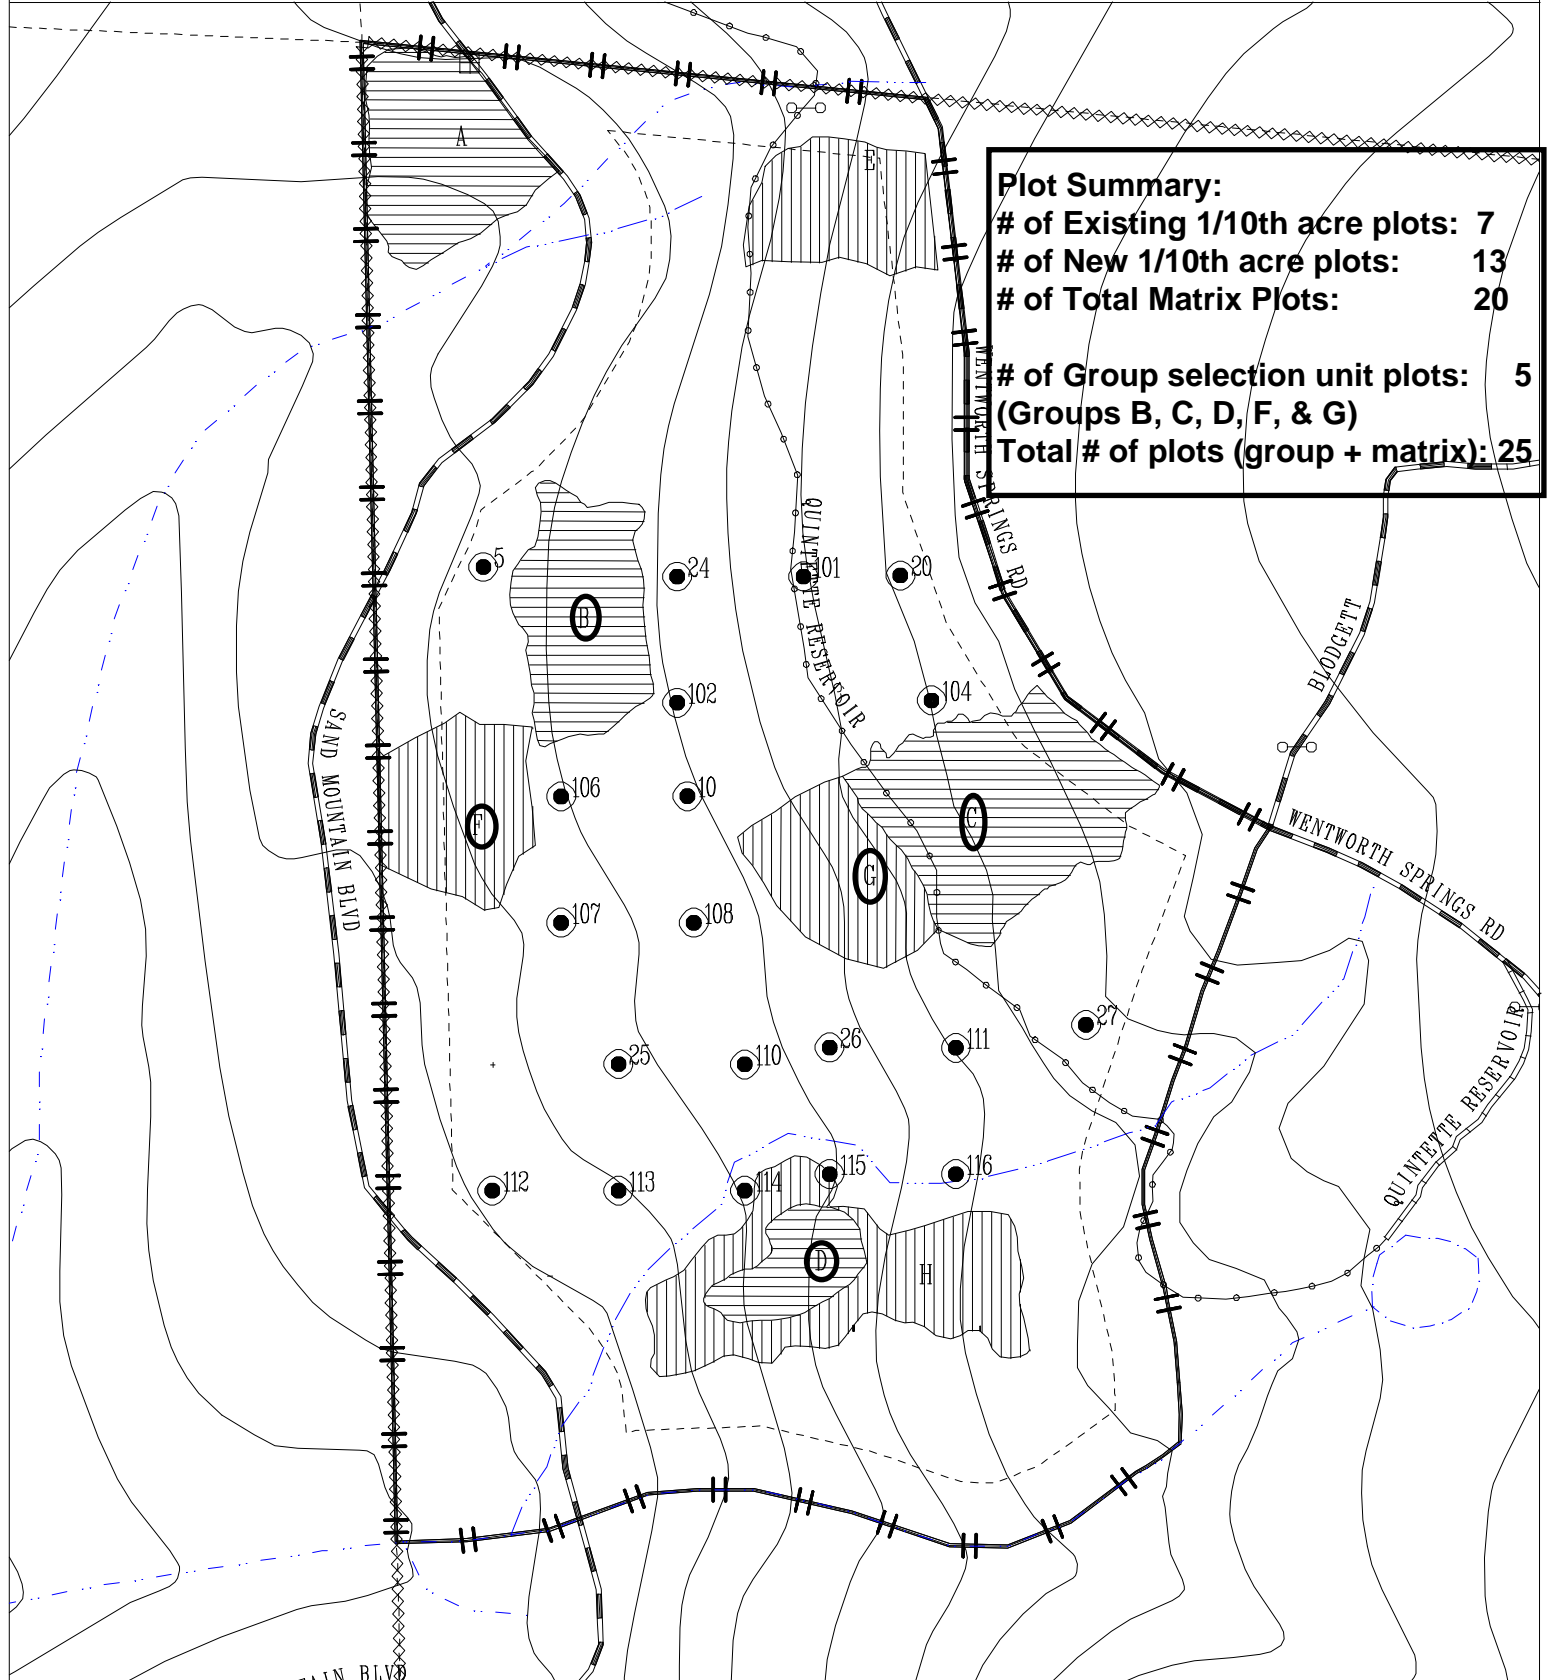 A
E
Plot Summary:
# of Existing 1/10th acre plots: 7
# of New 1/10th acre plots: 13
# of Total Matrix Plots: 20
# of Group selection unit plots: 5
(Groups B, C, D, F, & G)
Total # of plots (group + matrix): 25
WENTWORTH SPRINGS RD
QUINTETTE RESERVOIR
5
24
101
20
B
BLODGETT
102
104
SAND MOUNTAIN BLVD
106
10
F
C
G
WENTWORTH SPRINGS RD
107
108
27
25
110
26
111
QUINTETTE RESERVOIR
112
113
114
115
116
D
H
BLVD